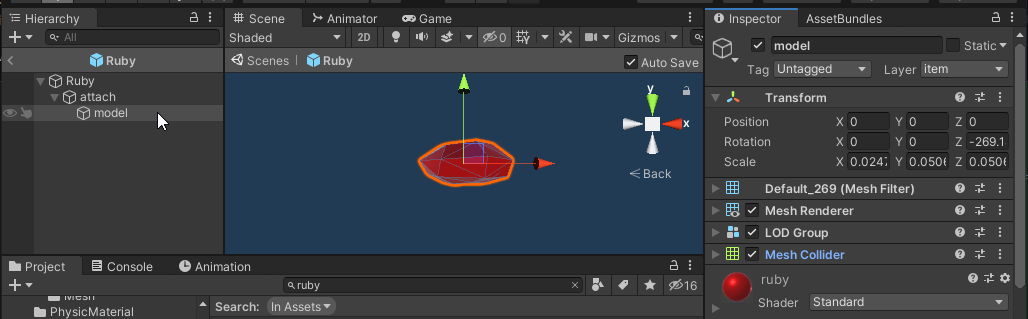 Hierarchy
All
Ruby
Ruby
attach
model
Scene
Animator
Game
Shaded
2D
0
Gizmos
Scenes
Ruby
Auto Save
y
x
Back
Inspector
AssetBundles
model
Static
Tag Untagged Layer item
Transform
Position X 0 Y 0 Z 0
Rotation X 0 Y 0 Z -269.1
Scale X 0.0247 Y 0.0506 Z 0.0506
Default_269 (Mesh Filter)
Mesh Renderer
LOD Group
Mesh Collider
ruby
Shader Standard
Project
Console
Animation
ruby
16
Mesh
PhysicMaterial
Search: In Assets